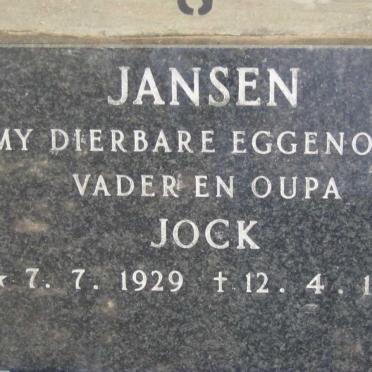 JANSEN
MY DIERBARE EGGENO
VADER EN OUPA
JOCK
* 7. 7. 1929 † 12. 4. 1